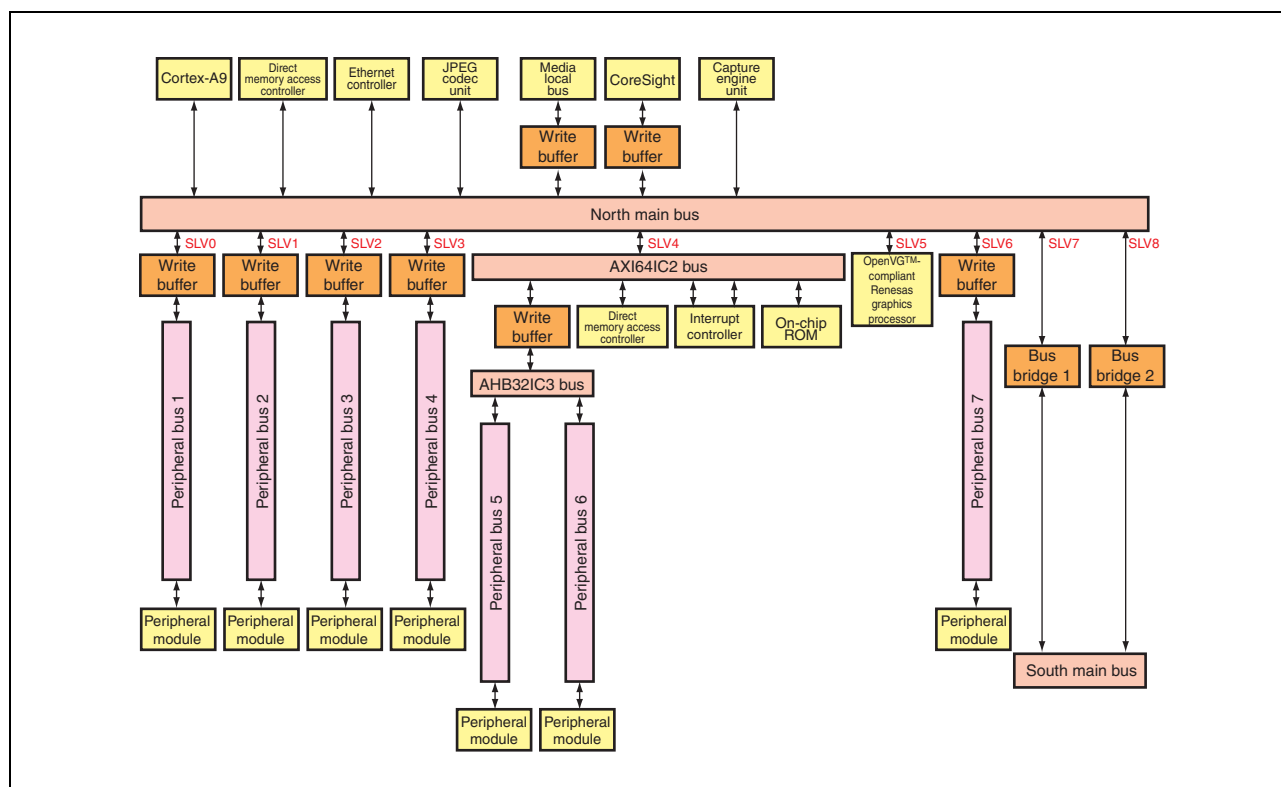 Cortex-A9
Direct
memory access
controller
Ethernet
controller
JPEG
codec
unit
Media
local
bus
CoreSight
Capture
engine
unit
Write
buffer
Write
buffer
North main bus
SLV0
SLV1
SLV2
SLV3
SLV4
SLV5
SLV6
SLV7
SLV8
Write
buffer
Write
buffer
Write
buffer
Write
buffer
AXI64IC2 bus
OpenVG™-
compliant
Renesas
graphics
processor
Write
buffer
Write
buffer
Direct
memory access
controller
Interrupt
controller
On-chip
ROM
Bus
bridge 1
Bus
bridge 2
AHB32IC3 bus
Peripheral bus 1
Peripheral bus 2
Peripheral bus 3
Peripheral bus 4
Peripheral bus 5
Peripheral bus 6
Peripheral bus 7
Peripheral
module
Peripheral
module
Peripheral
module
Peripheral
module
Peripheral
module
South main bus
Peripheral
module
Peripheral
module